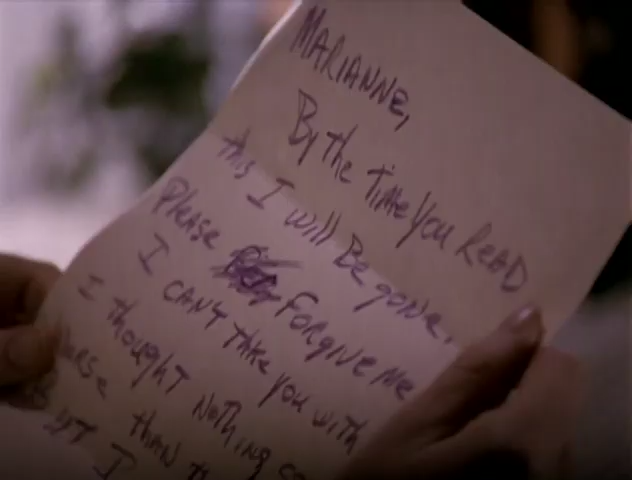 MARIANNE,
By the time you READ
this I will Be gone.
Please FORGIVE Me
I CAN'T TAKE you with
I thought Nothing
than
I